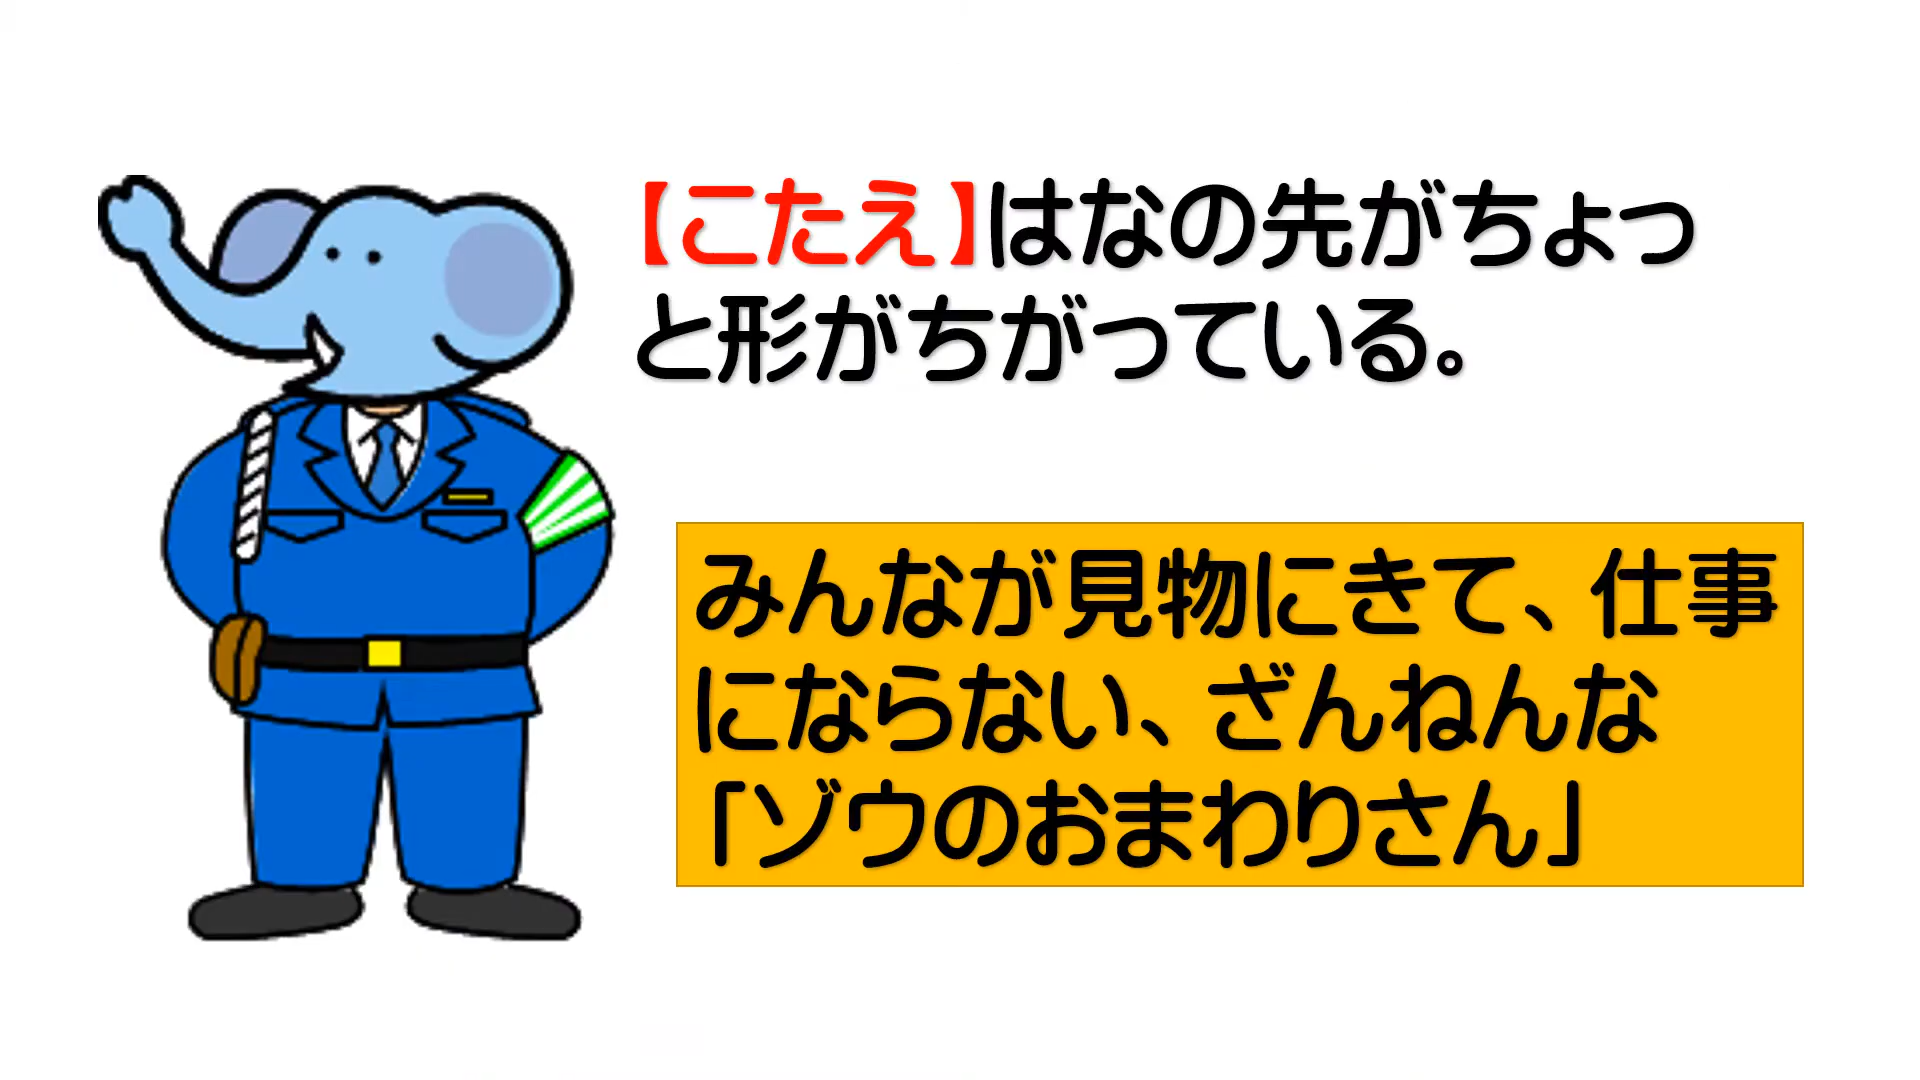 【こたえ】はなの先がちょっ
と形がちがっている。
みんなが見物にきて、仕事
にならない、ざんねんな
「ゾウのおまわりさん」